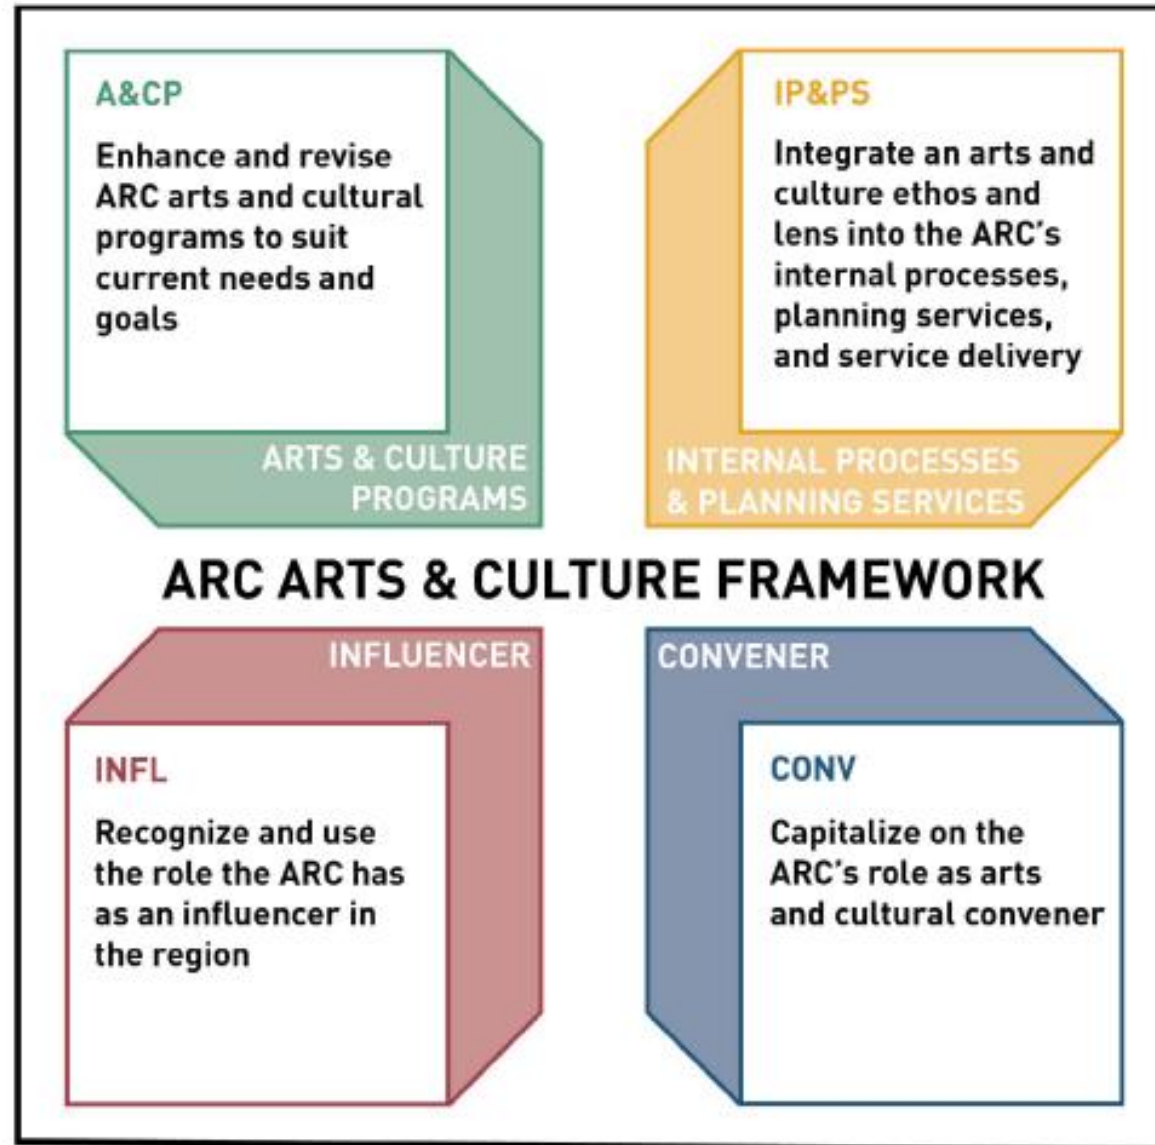 A&CP
Enhance and revise
ARC arts and cultural
programs to suit
current needs and
goals
ARTS & CULTURE
PROGRAMS
IP&PS
Integrate an arts and
culture ethos and
lens into the ARC's
internal processes,
planning services,
and service delivery
INTERNAL PROCESSES
& PLANNING SERVICES
ARC ARTS & CULTURE FRAMEWORK
INFLUENCER
INFL
Recognize and use
the role the ARC has
as an influencer in
the region
CONVENER
CONV
Capitalize on the
ARC's role as arts
and cultural convener